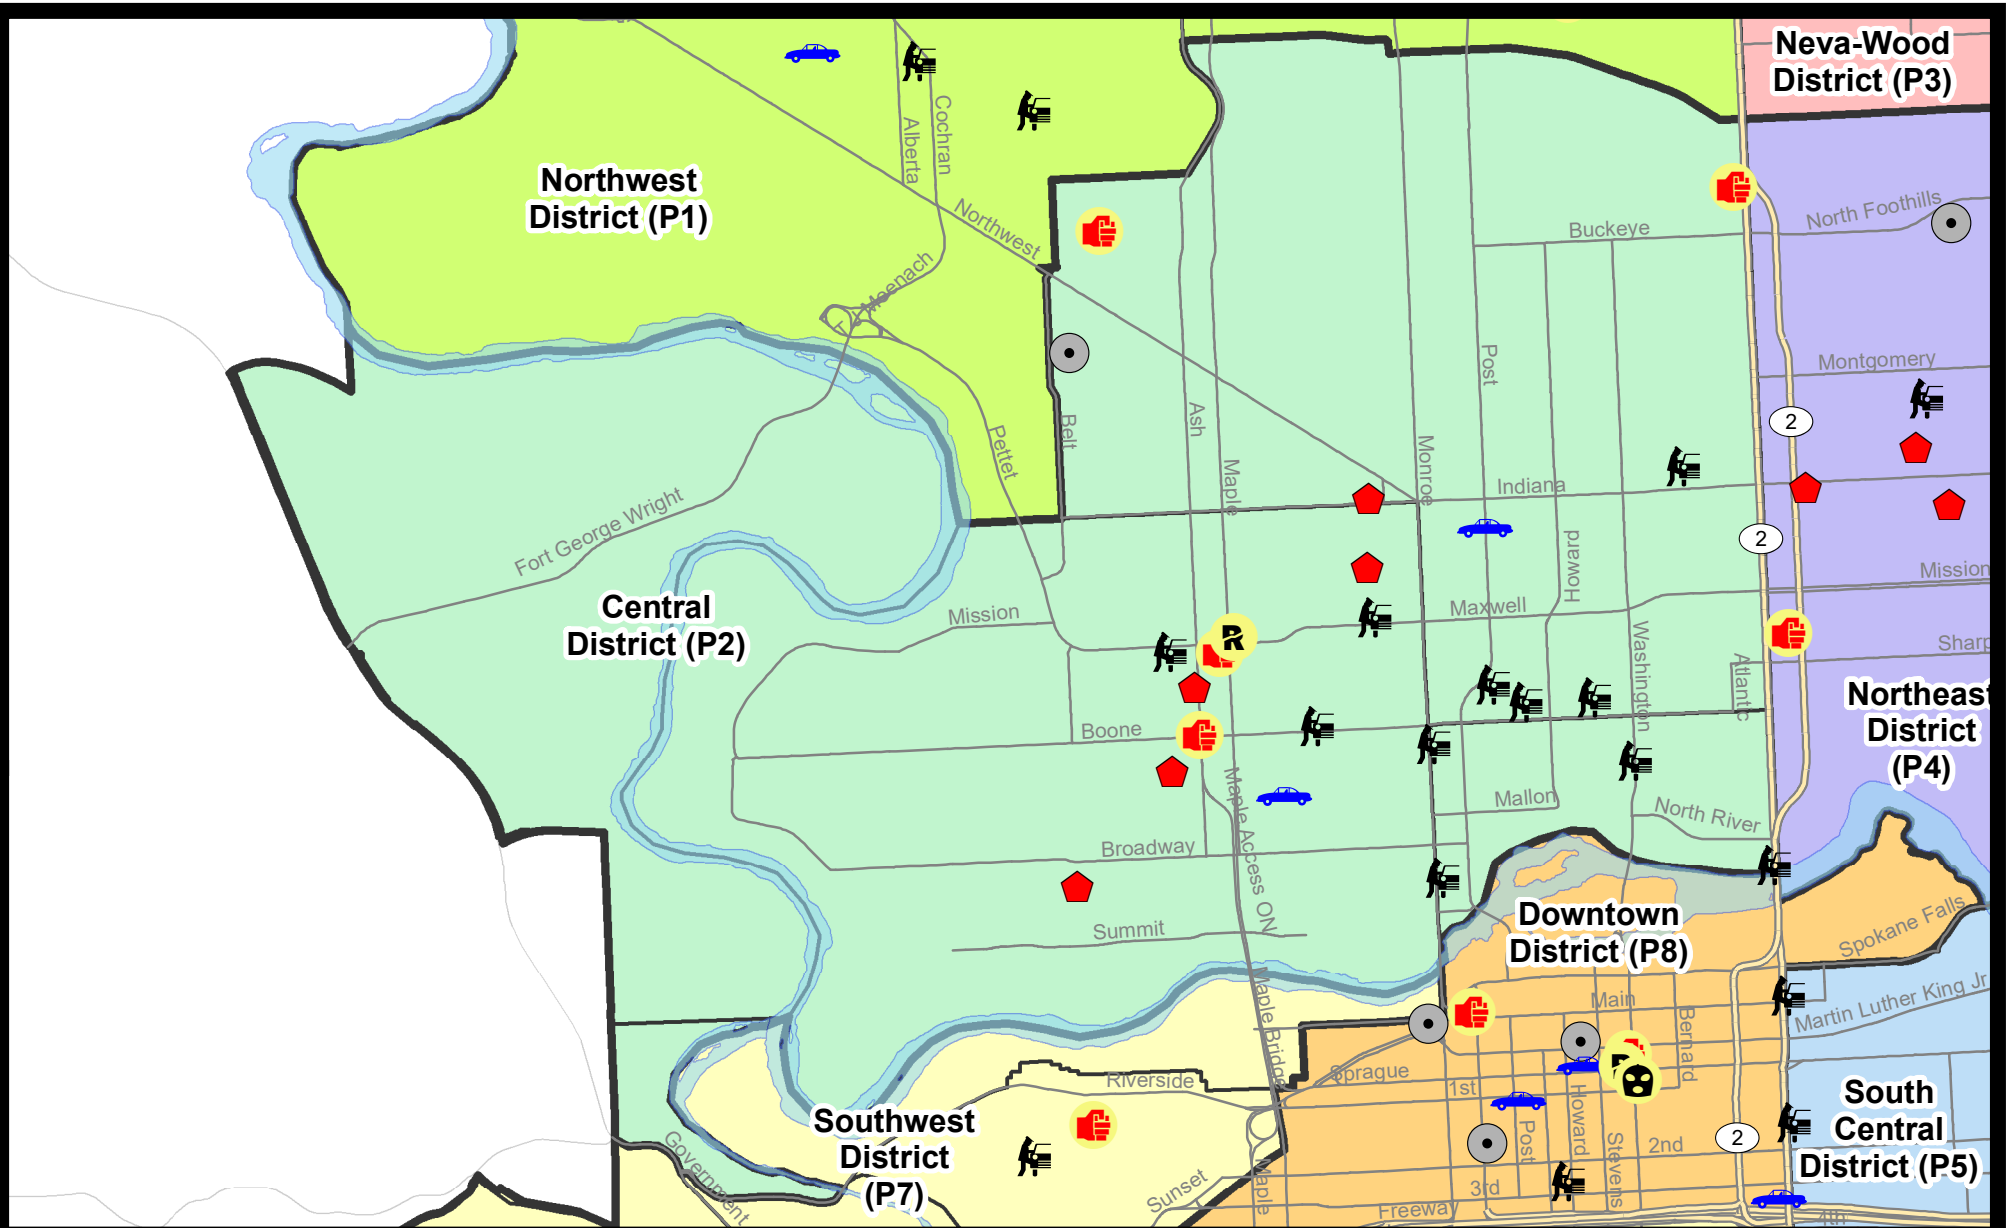 Neva-Wood
District (P3)
Cochran
Alberta
Northwest
District (P1)
Northwest
North Foothills
Buckeye
T J Meenach
Post
Montgomery
Ash
Belt
2
Pettet
Monroe
Maple
Indiana
Fort George Wright
2
Howard
Mission
Central
District (P2)
Mission
Maxwell
R
Washington
Sharp
Atlantic
Northeast
District
(P4)
Boone
Maple Access ON
Mallon
North River
Broadway
Summit
Downtown
District (P8)
Spokane Falls
Maple Bridge
Main
Bernard
Martin Luther King Jr
Sprague
Riverside
1st
Howard
South
Central
District (P5)
Southwest
District
(P7)
Government
Post
Stevens
2nd
2
Sunset
Maple
3rd
Freeway
4th